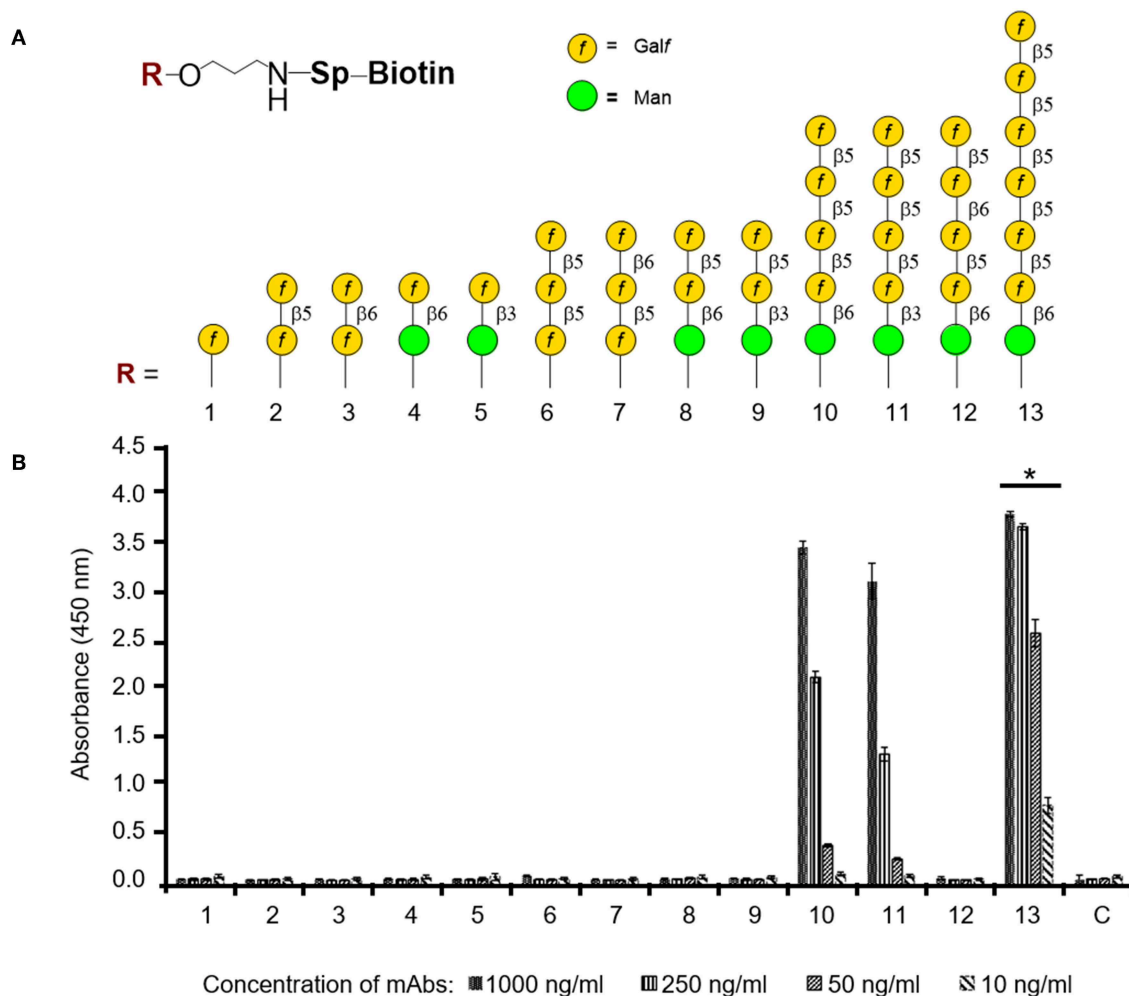 A
R-O N-Sp-Biotin
H
f = Galf
= Man
f
f β5
f f f f β5
β5 β5 β5
f f f f β5
β5 β5 β6 β5
f f f f f f f f β5
β5 β6 β5 β5 β5 β5 β5 β5
f f f f f f f f f f f f
β5 β6 β6 β3 β5 β5 β6 β3 β6 β3 β6 β6
f f f f f
R =
1 2 3 4 5 6 7 8 9 10 11 12 13
B
Absorbance (450 nm)
4.5
4.0
3.5
3.0
2.5
2.0
1.5
1.0
0.5
0.0
*
1 2 3 4 5 6 7 8 9 10 11 12 13 C
Concentration of mAbs: 1000 ng/ml 250 ng/ml 50 ng/ml 10 ng/ml